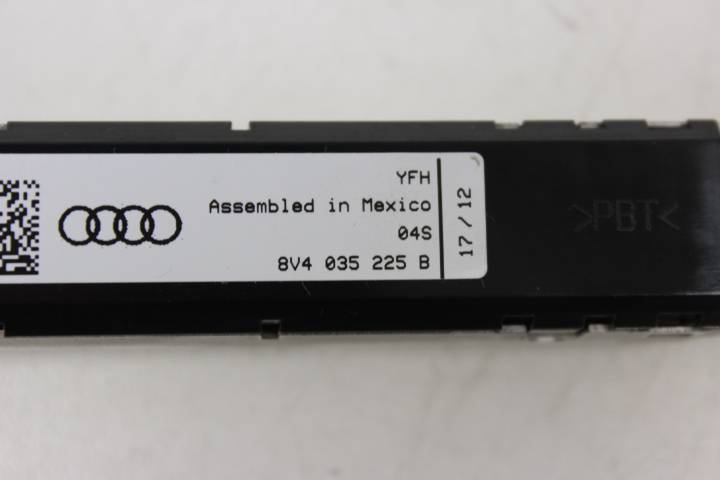 YFH
Assembled in Mexico
04S
8V4 035 225 B
17/12
>PBT<